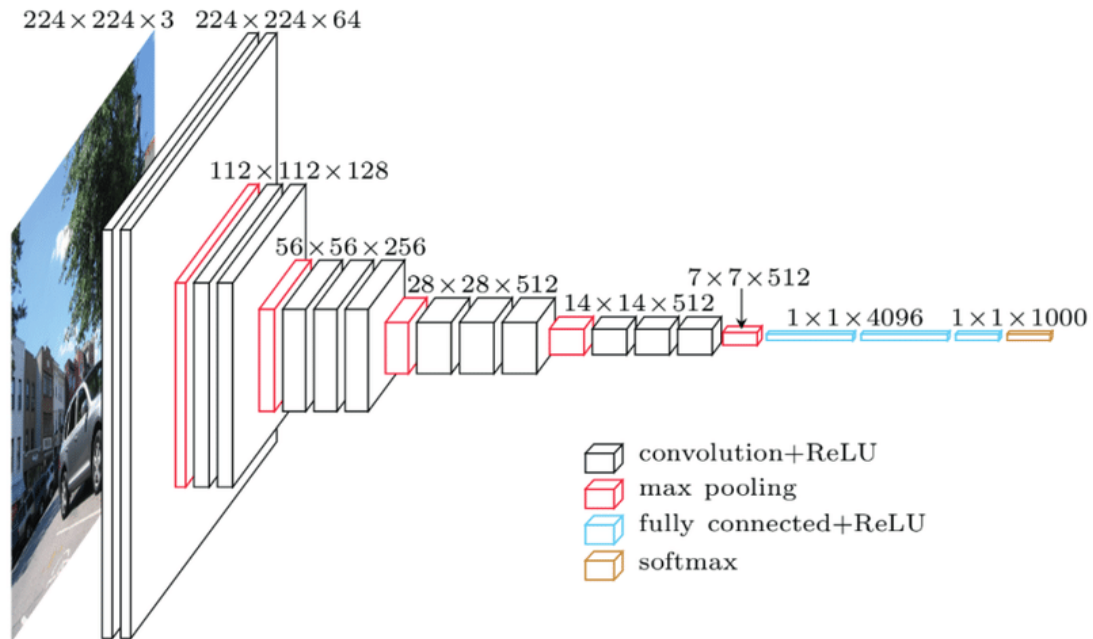 224×224×3
224×224×64
112×112×128
56×56×256
28×28×512
14×14×512
7×7×512
1×1×4096
1×1×1000
convolution+ReLU
max pooling
fully connected+ReLU
softmax